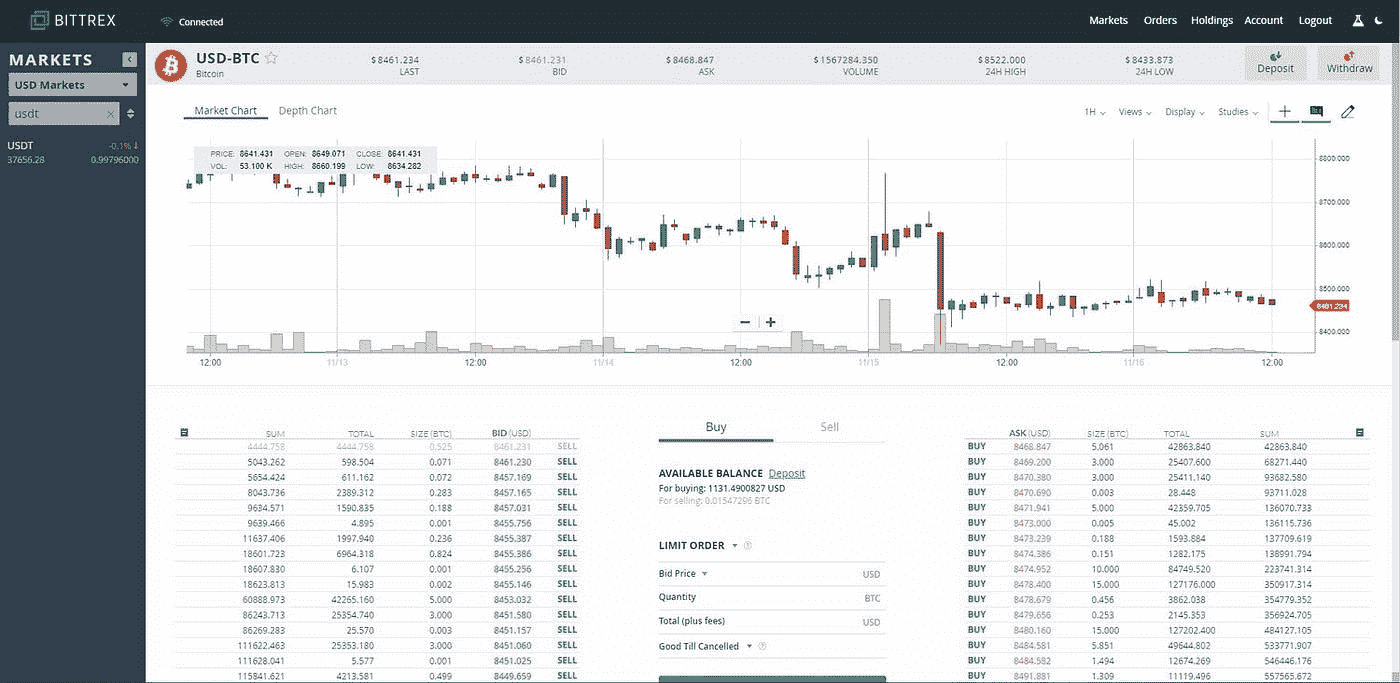 BITTREX
Connected
Markets Orders Holdings Account Logout
MARKETS
USD Markets
usdt
USDT -0.1%
37656.28 0.99796000
USD-BTC
Bitcoin
$ 8461.234 $ 8461.231 $ 8468.847 $ 1567284.350 $ 8522.000 $ 8433.873
LAST BID ASK VOLUME 24H HIGH 24H LOW
Deposit Withdraw
Market Chart Depth Chart
1H Views Display Studies
PRICE: 8641.431 OPEN: 8649.071 CLOSE: 8641.431
VOL: 53.100 K HIGH: 8660.199 LOW: 8634.282
8800.000
8700.000
8600.000
8500.000
8461.234
8400.000
12:00 11/13 12:00 11/14 12:00 11/15 12:00 11/16 12:00
SUM TOTAL SIZE (BTC) BID (USD)
4444.758 4444.758 0.525 8461.231 SELL
5043.262 598.504 0.071 8461.230 SELL
5654.424 611.162 0.072 8457.169 SELL
8043.736 2389.312 0.283 8457.165 SELL
9634.571 1590.835 0.188 8457.031 SELL
9639.466 4.895 0.001 8455.756 SELL
11637.406 1997.940 0.236 8455.387 SELL
18601.723 6964.318 0.824 8455.386 SELL
18607.830 6.107 0.001 8455.256 SELL
18623.813 15.983 0.002 8455.146 SELL
60888.973 42265.160 5.000 8453.032 SELL
86243.713 25354.740 3.000 8451.580 SELL
86269.283 25.570 0.003 8451.157 SELL
111622.463 25353.180 3.000 8451.060 SELL
111628.041 5.577 0.001 8451.025 SELL
115841.621 4213.581 0.499 8449.659 SELL
Buy Sell
AVAILABLE BALANCE Deposit
For buying: 1131.4900827 USD
For selling: 0.01547296 BTC
LIMIT ORDER
Bid Price USD
Quantity BTC
Total (plus fees) USD
Good Till Cancelled
ASK (USD) SIZE (BTC) TOTAL SUM
BUY 8468.847 5.061 42863.840 42863.840
BUY 8469.200 3.000 25407.600 68271.440
BUY 8470.380 3.000 25411.140 93682.580
BUY 8470.690 0.003 28.448 93711.028
BUY 8471.941 5.000 42359.705 136070.733
BUY 8473.000 0.005 45.002 136115.736
BUY 8473.239 0.188 1593.884 137709.619
BUY 8474.386 0.151 1282.175 138991.794
BUY 8474.952 10.000 84749.520 223741.314
BUY 8478.400 15.000 127176.000 350917.314
BUY 8478.679 0.456 3862.038 354779.352
BUY 8479.656 0.253 2145.353 356924.705
BUY 8480.160 15.000 127202.400 484127.105
BUY 8484.581 5.851 49644.802 533771.907
BUY 8484.582 1.494 12674.269 546446.176
BUY 8491.881 1.309 11119.496 557565.672